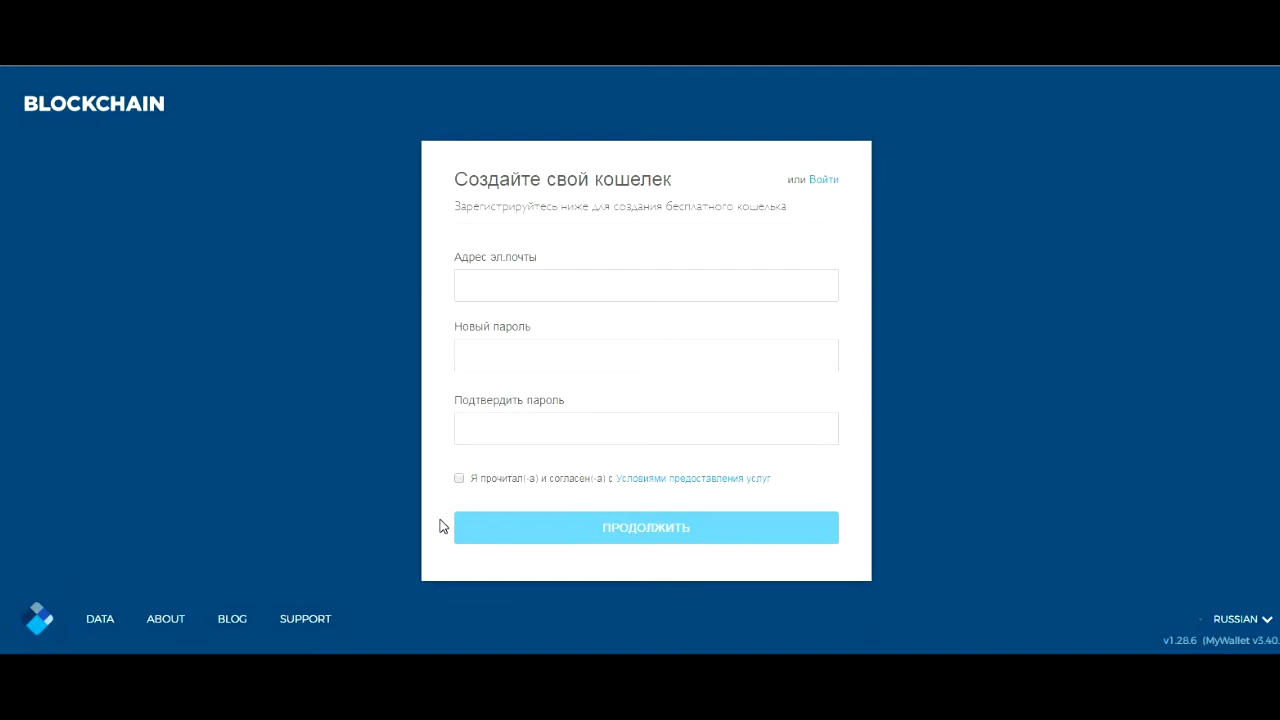 BLOCKCHAIN
Создайте свой кошелек
или Войти
Зарегистрируйтесь ниже для создания бесплатного кошелька
Адрес эл.почты
Новый пароль
Подтвердить пароль
Я прочитал(-а) и согласен(-а) с Условиями предоставления услуг
ПРОДОЛЖИТЬ
DATA ABOUT BLOG SUPPORT
RUSSIAN
v1.28.6 (MyWallet v3.40.